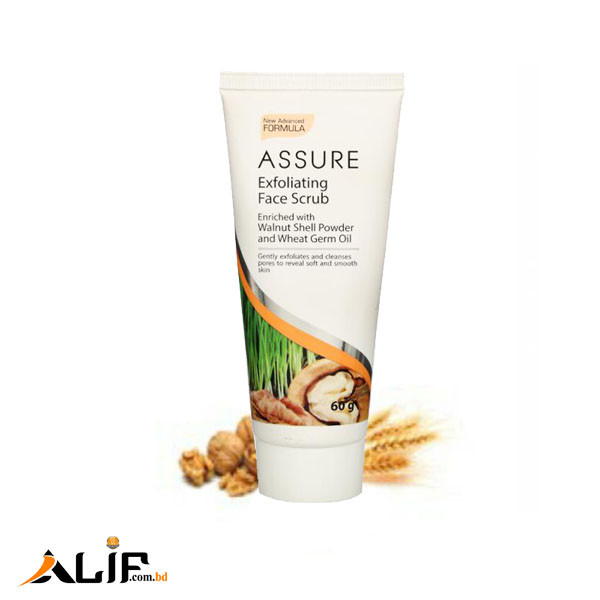 New Advanced
FORMULA
ASSURE
Exfoliating
Face Scrub
Enriched with
Walnut Shell Powder
and Wheat Germ Oil
Gently exfoliates and cleanses
pores to reveal soft and smooth
skin
60 g
ALIF.com.bd